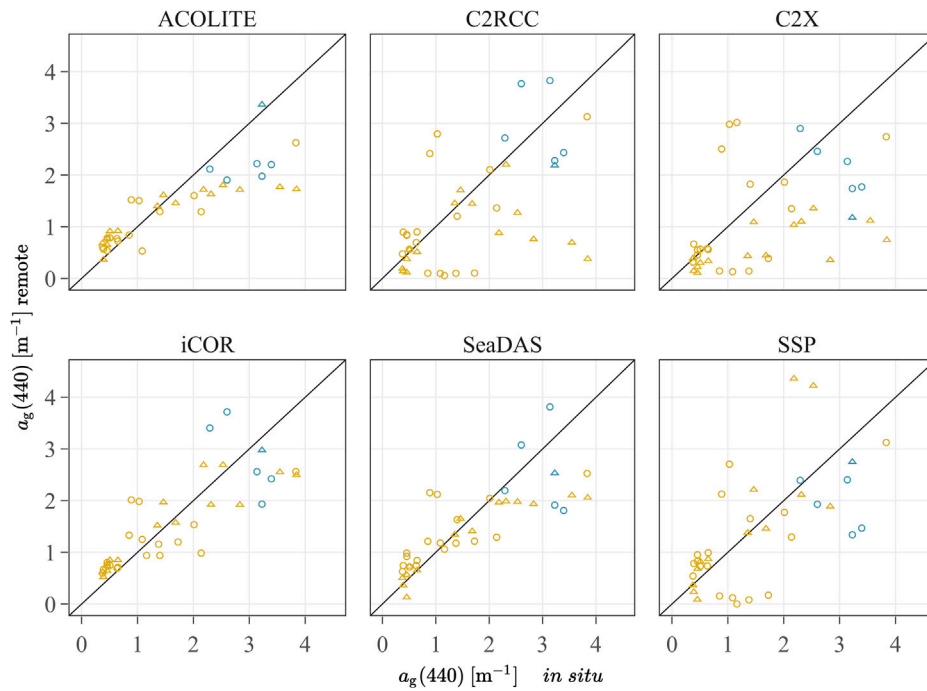 ACOLITE C2RCC C2X
4
3
2
1
0
iCOR SeaDAS SSP
4
3
2
1
0
0 1 2 3 4 0 1 2 3 4 0 1 2 3 4
a_g(440) [m⁻¹] in situ
a_g(440) [m⁻¹] remote